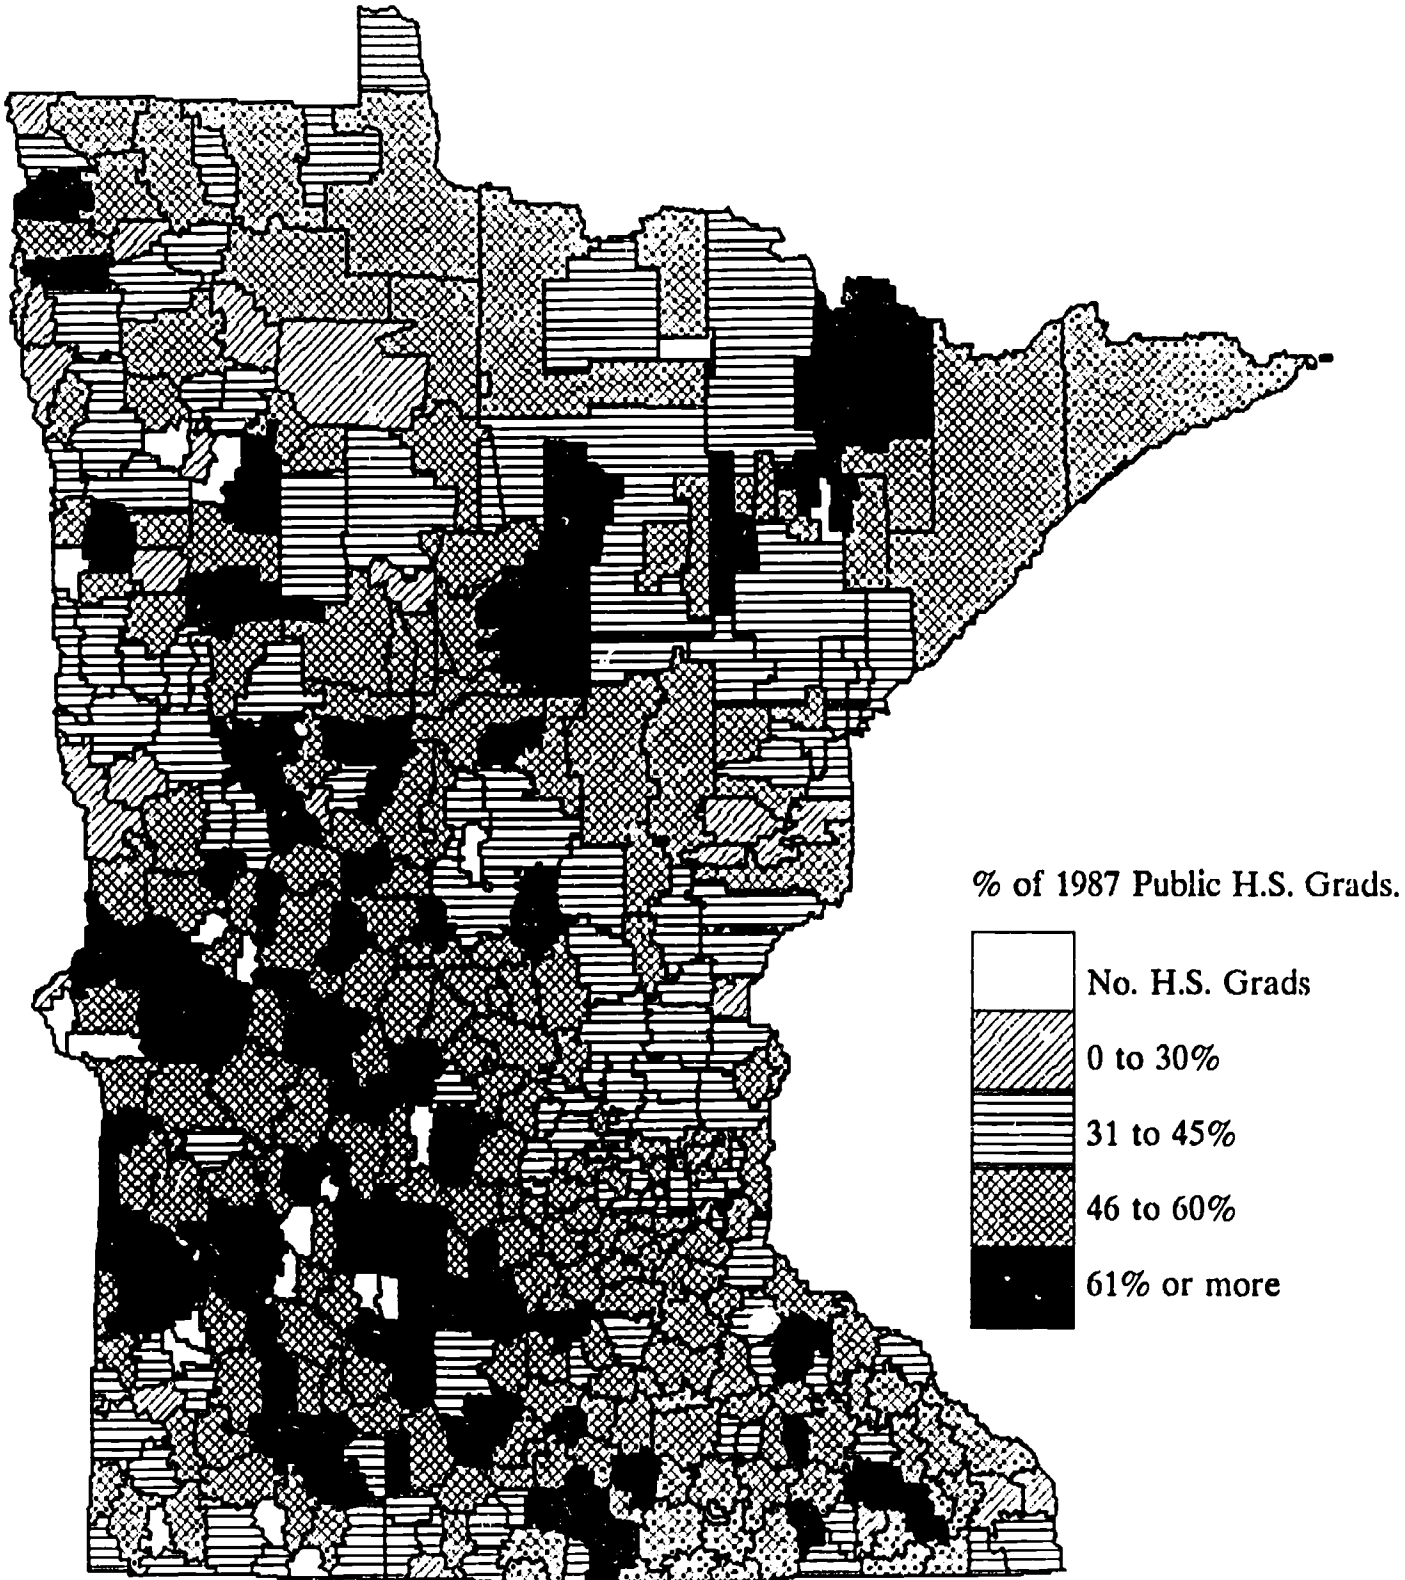 % of 1987 Public H.S. Grads.
No. H.S. Grads
0 to 30%
31 to 45%
46 to 60%
61% or more